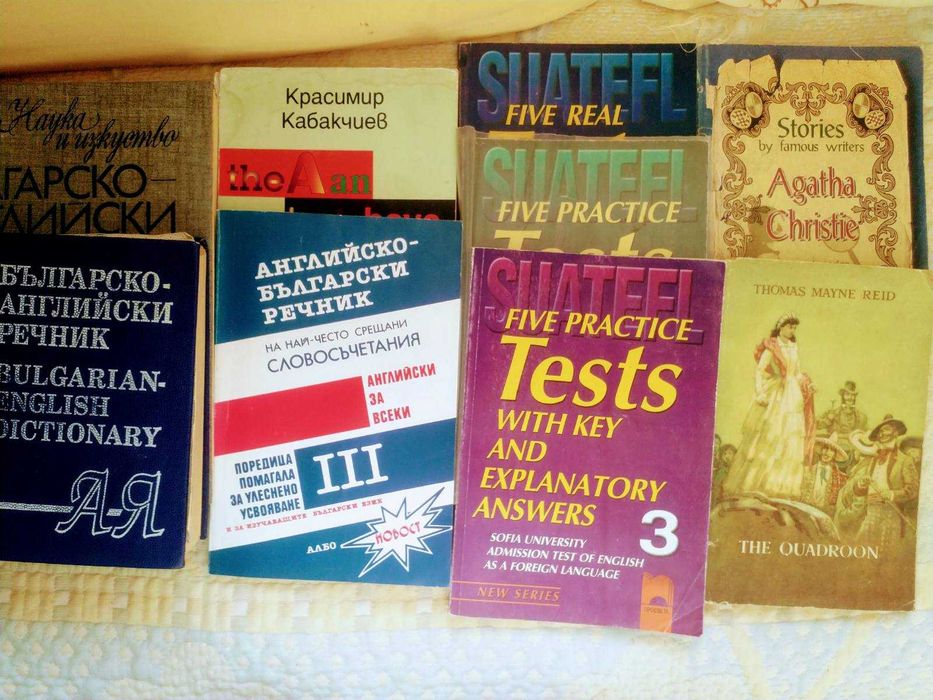 Наука
и изкуство
ГАРСКО-
ЛИЙСКИ
Красимир
Кабакчиев
the A an
SUATEFL
FIVE REAL
Stories
by famous writers
Agatha
Christie
SUATEFL
FIVE PRACTICE
Tests
БЪЛГАРСКО-
АНГЛИЙСКИ
РЕЧНИК
BULGARIAN-
ENGLISH
DICTIONARY
А-Я
АНГЛИЙСКО-
БЪЛГАРСКИ
РЕЧНИК
НА НАЙ-ЧЕСТО СРЕЩАНИ
СЛОВОСЪЧЕТАНИЯ
АНГЛИЙСКИ
ЗА
ВСЕКИ
ПОРЕДИЦА
ПОМАГАЛА
ЗА УЛЕСНЕНО
УСВОЯВАНЕ
III
И ЗА ИЗУЧАВАЩИТЕ БЪЛГАРСКИ ЕЗИК
АЛБО
НОВОСТ
SUATEFL
FIVE PRACTICE
Tests
WITH KEY
AND
EXPLANATORY
ANSWERS
3
SOFIA UNIVERSITY
ADMISSION TEST OF ENGLISH
AS A FOREIGN LANGUAGE
NEW SERIES
ПРОСВЕТА
THOMAS MAYNE REID
THE QUADROON